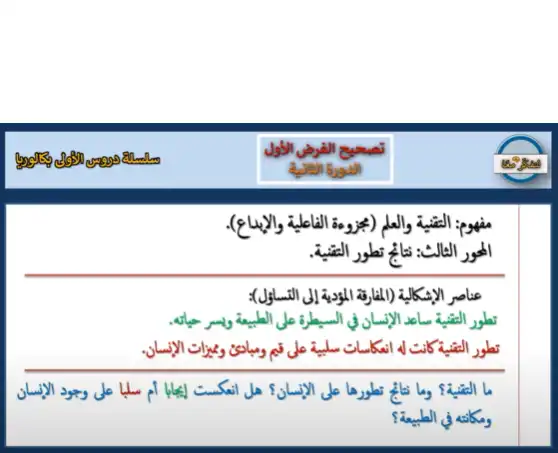 سلسلة دروس الأولى بكالوريا
تصحيح الفرض الأول
الدورة الثانية
مفهوم: التقنية والعلم (مجزوءة الفاعلية والإبداع).
المحور الثالث: نتائج تطور التقنية.
عناصر الإشكالية (المفارقة المؤدية إلى التساؤل):
تطور التقنية ساعد الإنسان في السيطرة على الطبيعة ويسر حياته.
تطور التقنية كانت له انعكاسات سلبية على قيم ومبادئ ومميزات الإنسان.
ما التقنية؟ وما نتائج تطورها على الإنسان؟ هل انعكست إيجابا أم سلبا على وجود الإنسان
ومكانته في الطبيعة؟